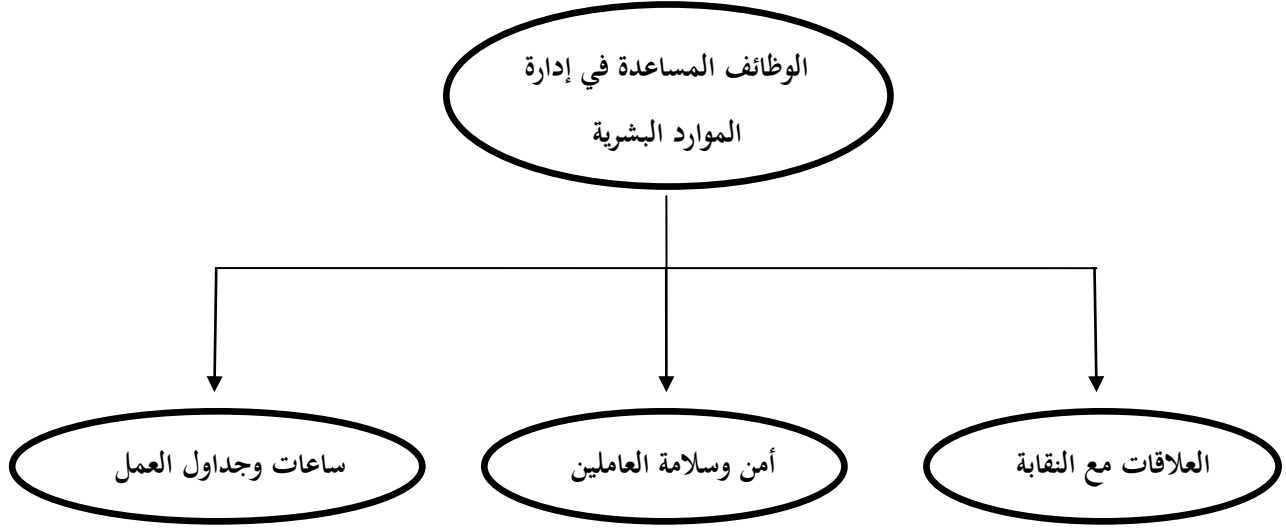 الوظائف المساعدة في إدارة
الموارد البشرية
العلاقات مع النقابة
أمن وسلامة العاملين
ساعات وجداول العمل